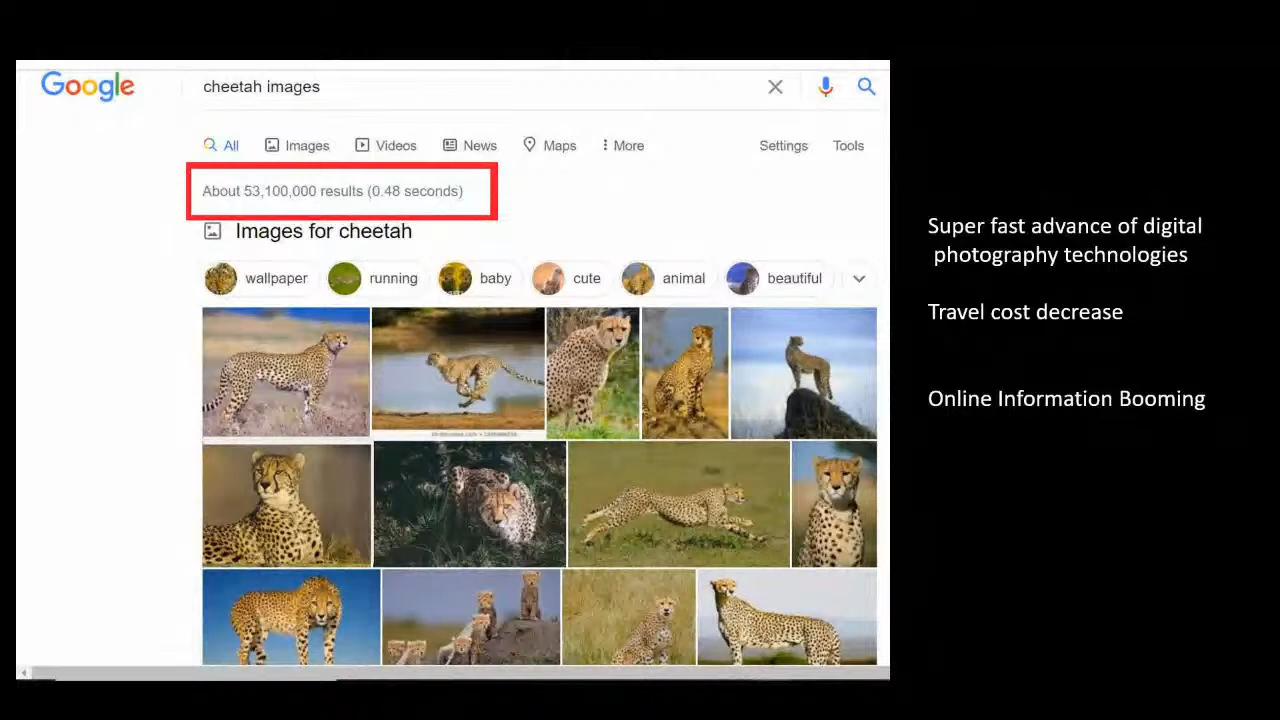 Google
cheetah images
All Images Videos News Maps More Settings Tools
About 53,100,000 results (0.48 seconds)
Images for cheetah
wallpaper running baby cute animal beautiful
Super fast advance of digital
photography technologies
Travel cost decrease
Online Information Booming